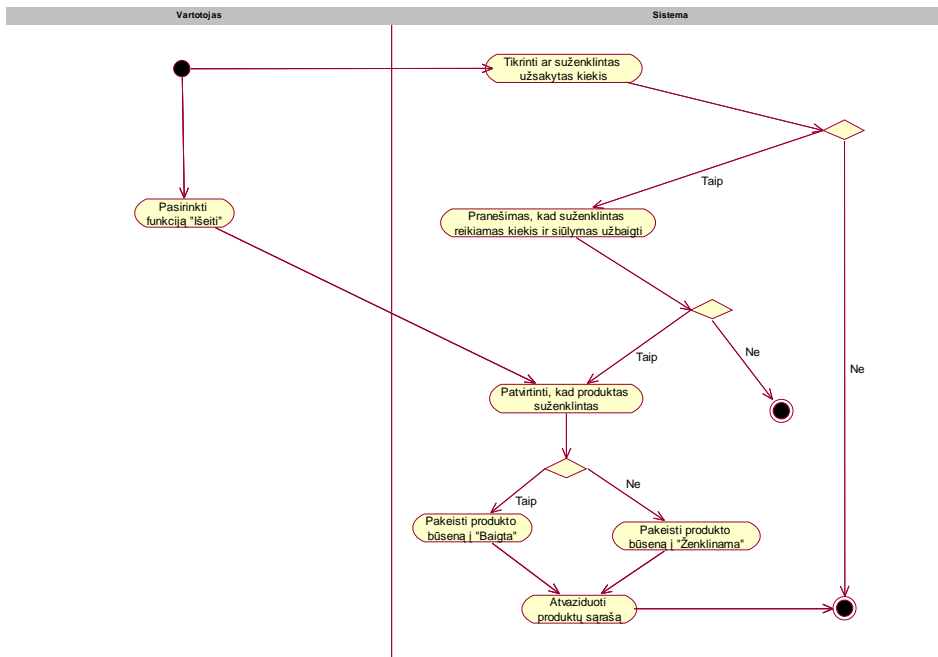 Vartotojas
Sistema
Tikrinti ar suženklintas
užsakytas kiekis
Taip
Pasirinkti
funkciją "Išeiti"
Pranešimas, kad suženklintas
reikiamas kiekis ir siūlymas užbaigti
Taip
Ne
Ne
Patvirtinti, kad produktas
suženklintas
Taip
Ne
Pakeisti produkto
būseną į "Baigta"
Pakeisti produkto
būseną į "Ženklinama"
Atvaziduoti
produktų sąrašą